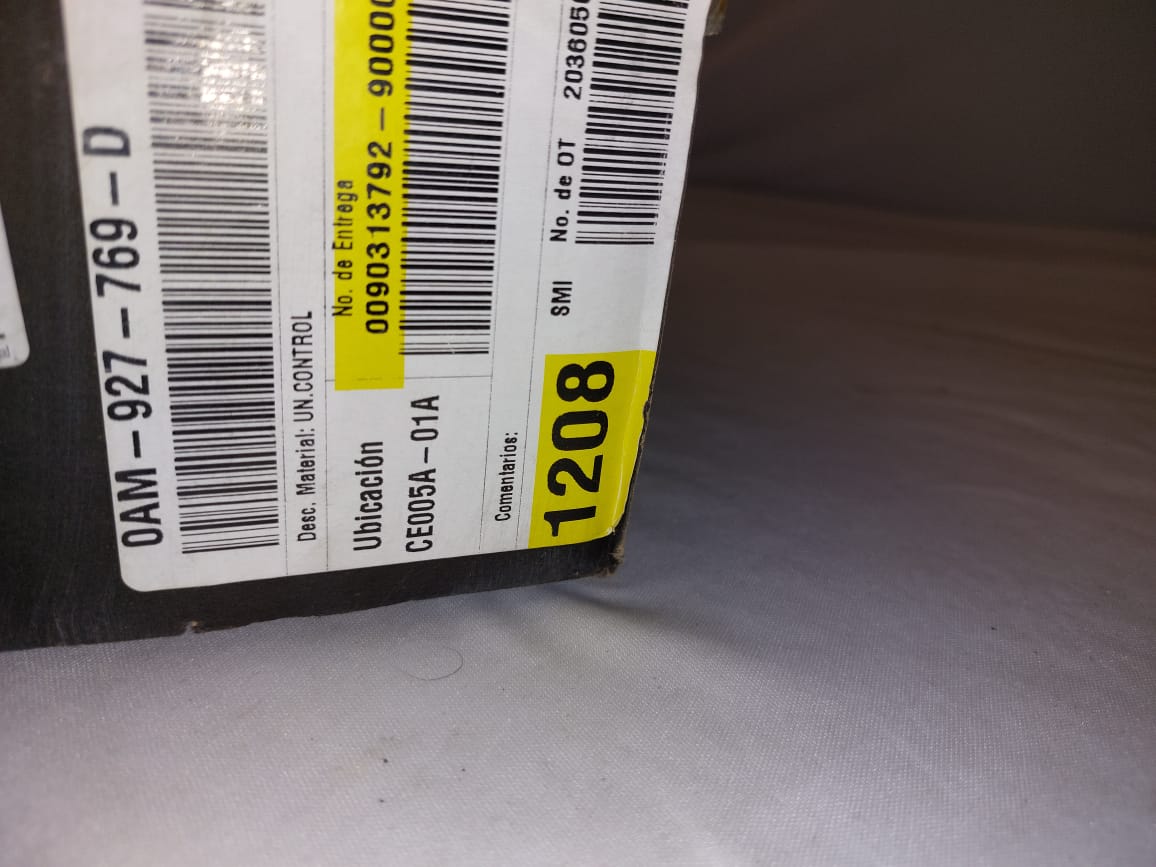 0AM-927-769-D
Desc. Material: UN.CONTROL
No. de Entrega
0090313792-90000
Ubicación
CE005A-01A
Comentarios:
SMI No. de OT 203605
1208